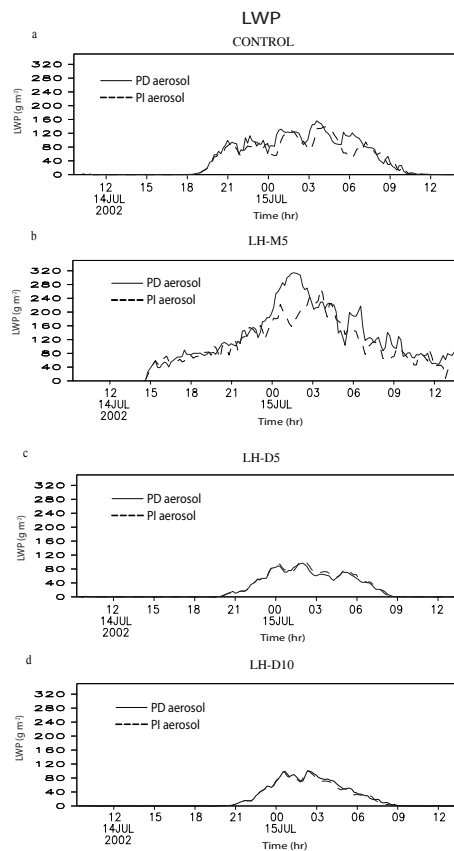 LWP
a
CONTROL
320
280
240
200
160
120
80
40
0
LWP (g m⁻²)
PD aerosol
PI aerosol
12 15 18 21 00 03 06 09 12
14JUL 15JUL
2002
Time (hr)
b
LH-M5
320
280
240
200
160
120
80
40
0
LWP (g m⁻²)
PD aerosol
PI aerosol
12 15 18 21 00 03 06 09 12
14JUL 15JUL
2002
Time (hr)
c
LH-D5
320
280
240
200
160
120
80
40
0
LWP (g m⁻²)
PD aerosol
PI aerosol
12 15 18 21 00 03 06 09 12
14JUL 15JUL
2002
Time (hr)
d
LH-D10
320
280
240
200
160
120
80
40
0
LWP (g m⁻²)
PD aerosol
PI aerosol
12 15 18 21 00 03 06 09 12
14JUL 15JUL
2002
Time (hr)